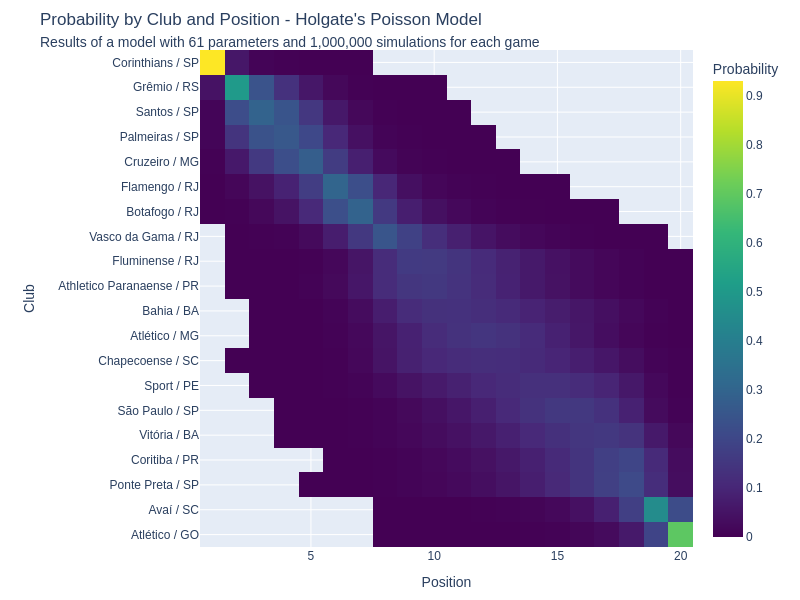 Probability by Club and Position - Holgate's Poisson Model
Results of a model with 61 parameters and 1,000,000 simulations for each game
Probability
Corinthians / SP
Grêmio / RS
Santos / SP
Palmeiras / SP
Cruzeiro / MG
Flamengo / RJ
Botafogo / RJ
Vasco da Gama / RJ
Fluminense / RJ
Athletico Paranaense / PR
Bahia / BA
Atlético / MG
Chapecoense / SC
Sport / PE
São Paulo / SP
Vitória / BA
Coritiba / PR
Ponte Preta / SP
Avaí / SC
Atlético / GO
Club
0.9
0.8
0.7
0.6
0.5
0.4
0.3
0.2
0.1
0
5 10 15 20
Position